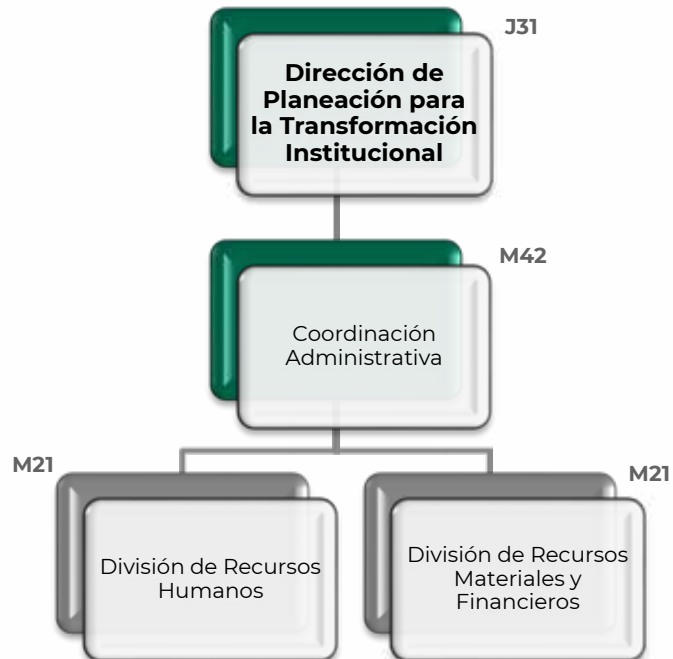 J31
Dirección de
Planeación para
la Transformación
Institucional
M42
Coordinación
Administrativa
M21
M21
División de Recursos
Humanos
División de Recursos
Materiales y
Financieros